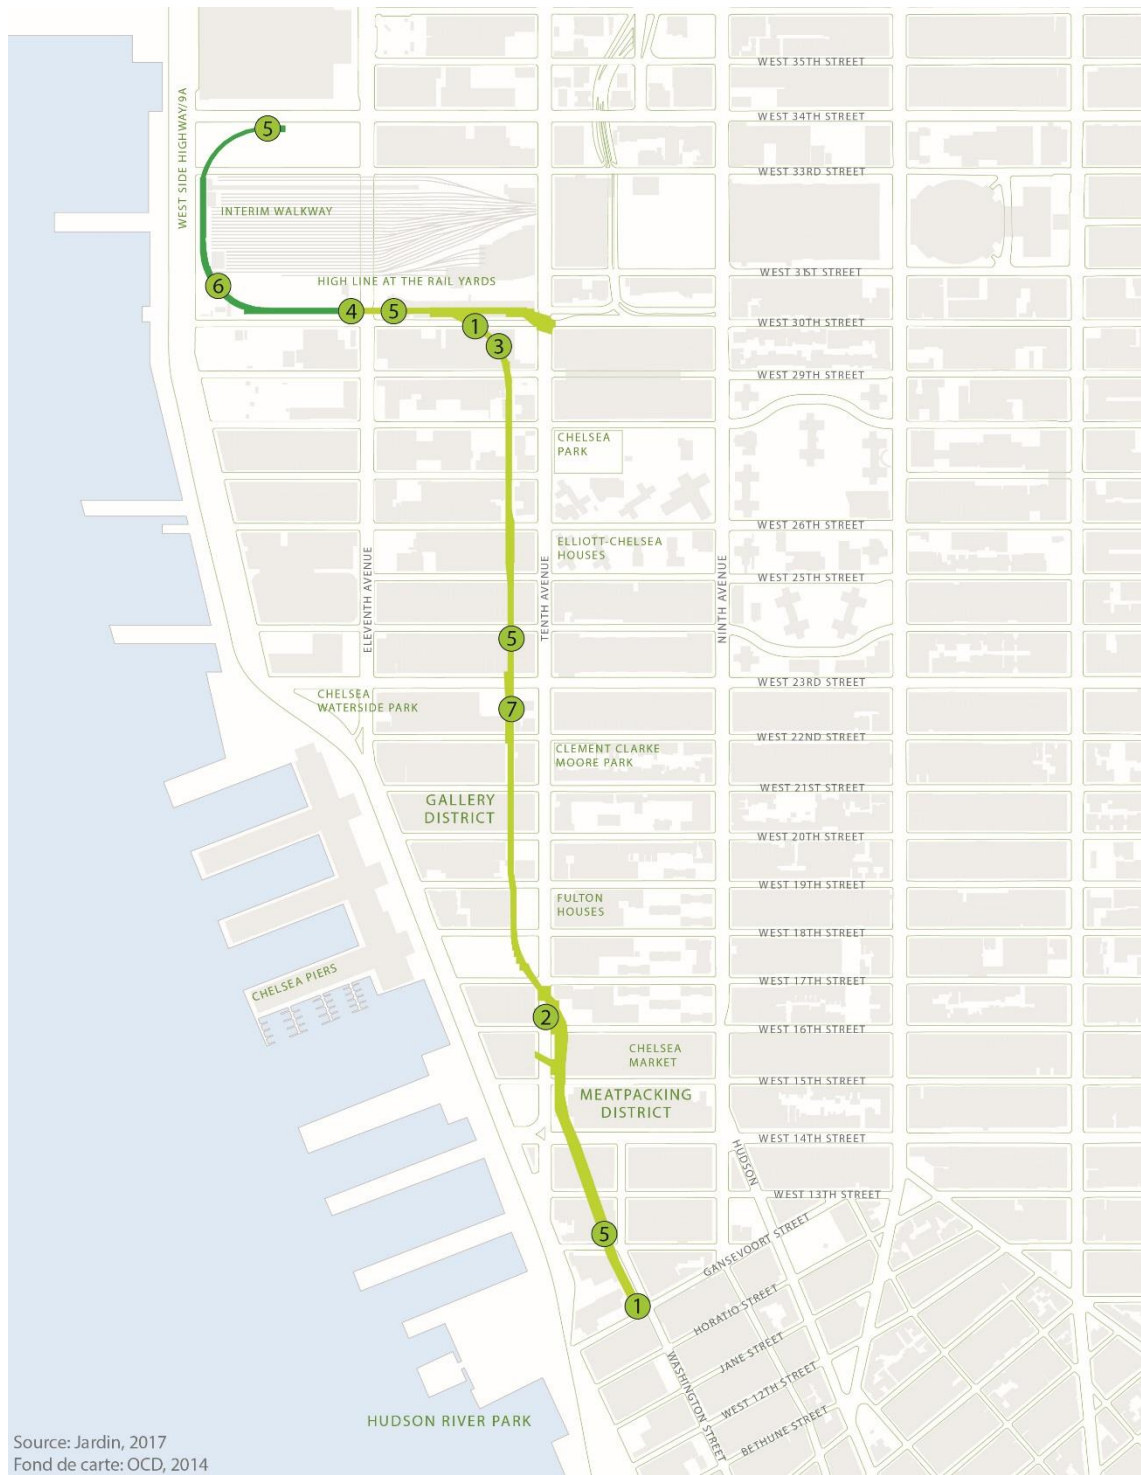 WEST 35TH STREET
WEST 34TH STREET
5
WEST SIDE HIGHWAY/9A
WEST 33RD STREET
INTERIM WALKWAY
WEST 31ST STREET
HIGH LINE AT THE RAIL YARDS
6
4
5
1
WEST 30TH STREET
3
WEST 29TH STREET
CHELSEA
PARK
WEST 26TH STREET
ELLIOTT-CHELSEA
HOUSES
ELEVENTH AVENUE
TENTH AVENUE
NINTH AVENUE
WEST 25TH STREET
5
WEST 23RD STREET
CHELSEA
WATERSIDE PARK
7
WEST 22ND STREET
CLEMENT CLARKE
MOORE PARK
WEST 21ST STREET
GALLERY
DISTRICT
WEST 20TH STREET
WEST 19TH STREET
FULTON
HOUSES
WEST 18TH STREET
CHELSEA PIERS
WEST 17TH STREET
2
WEST 16TH STREET
CHELSEA
MARKET
WEST 15TH STREET
MEATPACKING
DISTRICT
WEST 14TH STREET
HUDSON
WEST 13TH STREET
5
GANSEVOORT STREET
1
HORATIO STREET
JANE STREET
WASHINGTON STREET
WEST 12TH STREET
BETHUNE STREET
HUDSON RIVER PARK
Source: Jardin, 2017
Fond de carte: OCD, 2014